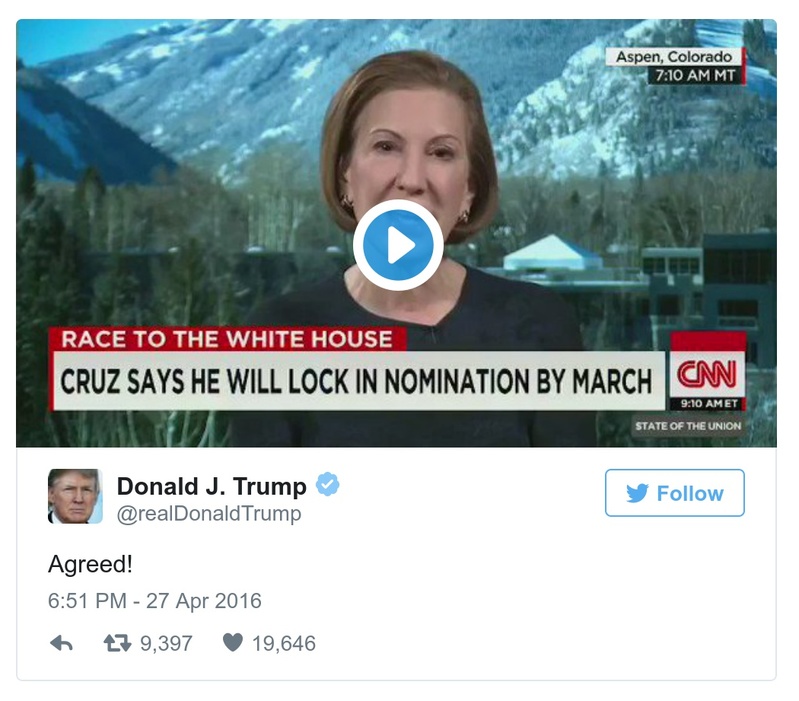 Aspen, Colorado
7:10 AM MT
RACE TO THE WHITE HOUSE
CRUZ SAYS HE WILL LOCK IN NOMINATION BY MARCH
CNN
9:10 AM ET
STATE OF THE UNION
Donald J. Trump
@realDonaldTrump
Follow
Agreed!
6:51 PM - 27 Apr 2016
9,397 19,646